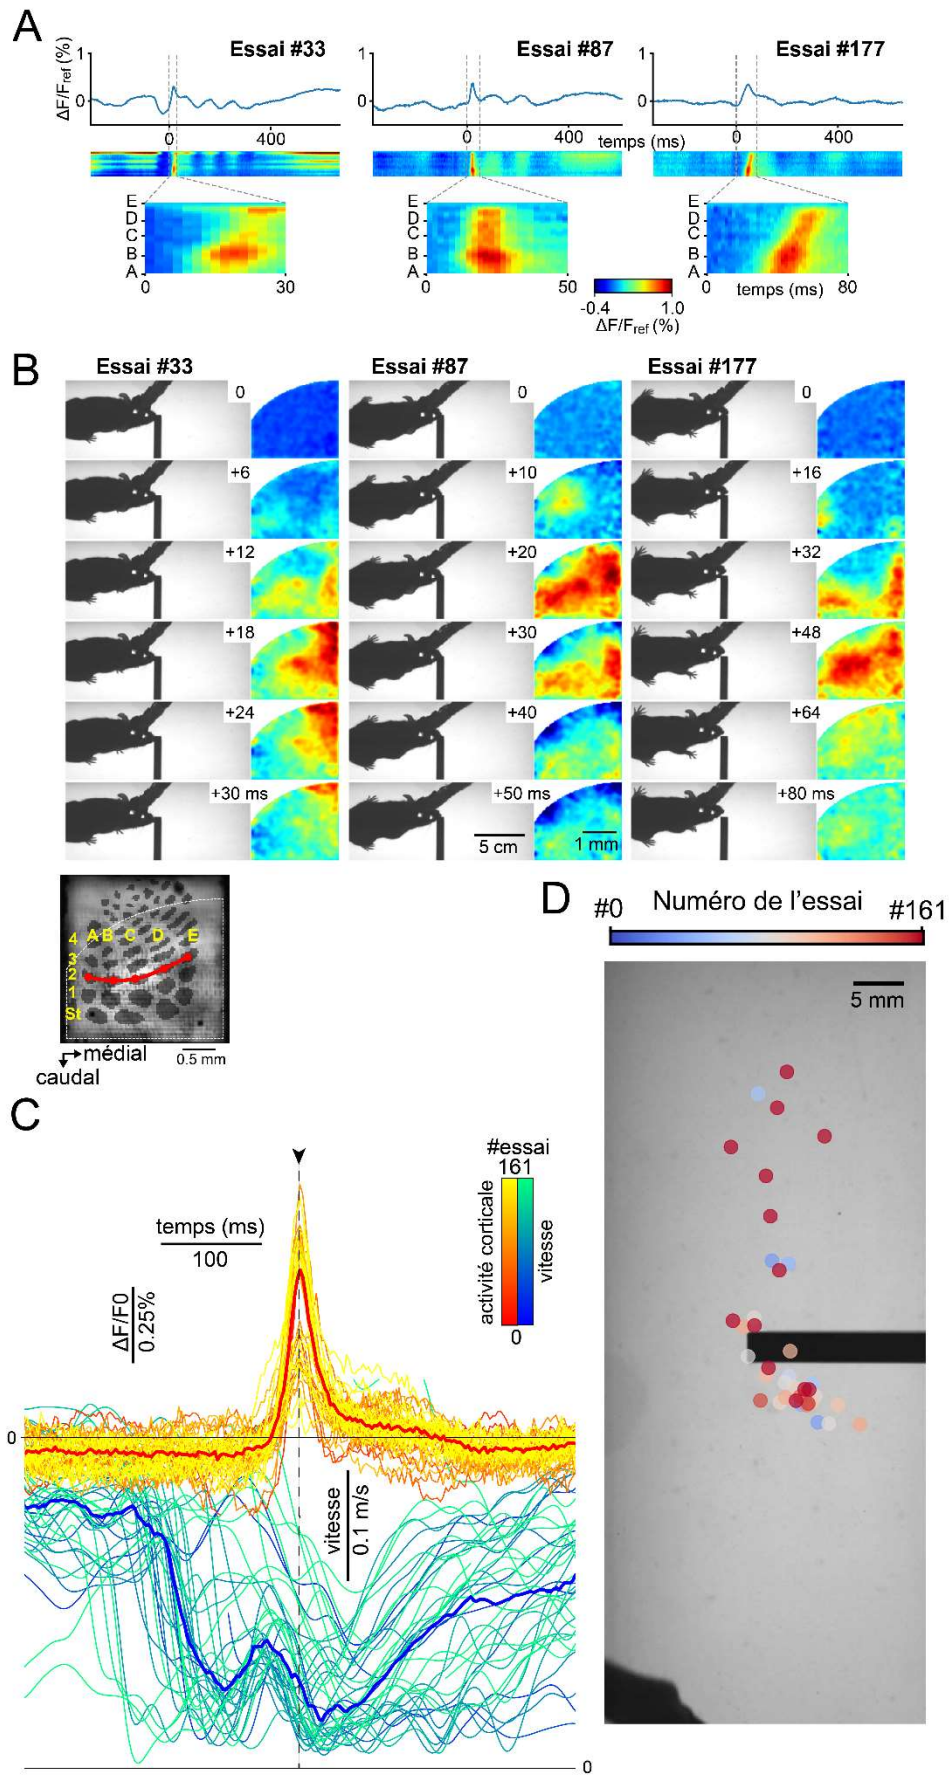 A
Essai #33
Essai #87
Essai #177
ΔF/Fref (%)
1
0
1
0
1
0
0
400
0
400
temps (ms)
0
400
E
D
C
B
A
E
D
C
B
A
E
D
C
B
A
0
30
0
50
0
temps (ms)
80
-0.4
1.0
ΔF/Fref (%)
B
Essai #33
Essai #87
Essai #177
0
0
0
+6
+10
+16
+12
+20
+32
+18
+30
+48
+24
+40
+64
+30 ms
+50 ms
+80 ms
5 cm
1 mm
4 A B C D E
3
2
1
St
médial
caudal
0.5 mm
D
#0
Numéro de l'essai
#161
5 mm
C
#essai
161
activité corticale
vitesse
0
temps (ms)
100
ΔF/F0
0.25%
0
vitesse
0.1 m/s
0